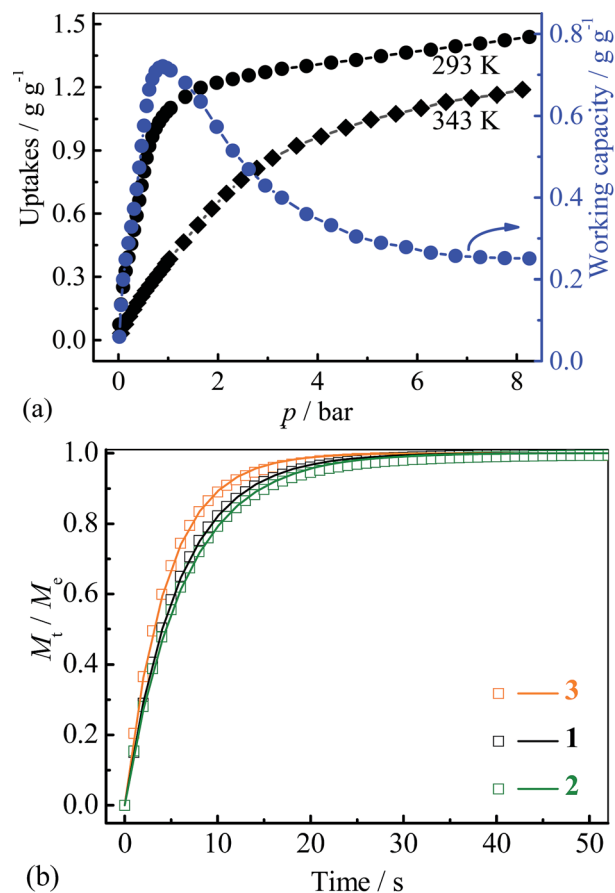 Uptakes / g g⁻¹
1.5
1.2
0.9
0.6
0.3
0.0
293 K
343 K
0.8
0.6
0.4
0.2
0.0
Working capacity / g g⁻¹
0 2 4 6 8
p / bar
(a)
Mt / Me
1.0
0.8
0.6
0.4
0.2
0.0
3
1
2
0 10 20 30 40 50
Time / s
(b)